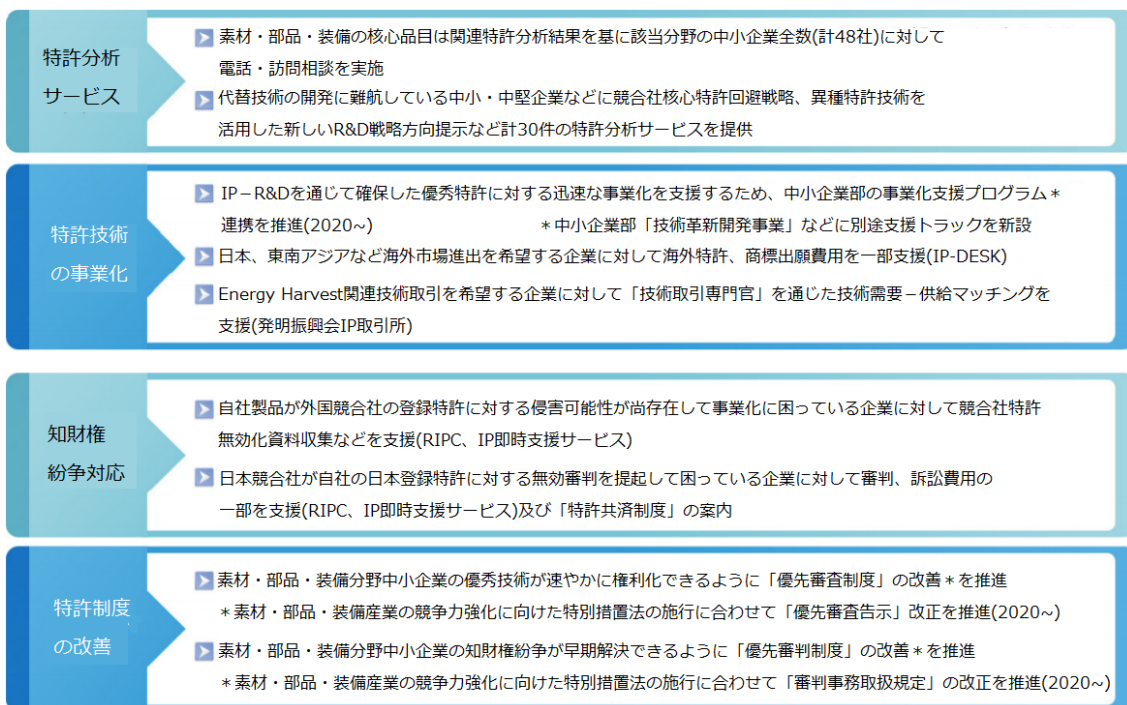 特許分析
サービス
素材・部品・装備の核心品目は関連特許分析結果を基に該当分野の中小企業全数(計48社)に対して
電話・訪問相談を実施
代替技術の開発に難航している中小・中堅企業などに競合社核心特許回避戦略、異種特許技術を
活用した新しいR&D戦略方向提示など計30件の特許分析サービスを提供
特許技術
の事業化
IP－R&Dを通じて確保した優秀特許に対する迅速な事業化を支援するため、中小企業部の事業化支援プログラム＊
連携を推進(2020~) ＊中小企業部「技術革新開発事業」などに別途支援トラックを新設
日本、東南アジアなど海外市場進出を希望する企業に対して海外特許、商標出願費用を一部支援(IP-DESK)
Energy Harvest関連技術取引を希望する企業に対して「技術取引専門官」を通じた技術需要－供給マッチングを
支援(発明振興会IP取引所)
知財権
紛争対応
自社製品が外国競合社の登録特許に対する侵害可能性が尚存在して事業化に困っている企業に対して競合社特許
無効化資料収集などを支援(RIPC、IP即時支援サービス)
日本競合社が自社の日本登録特許に対する無効審判を提起して困っている企業に対して審判、訴訟費用の
一部を支援(RIPC、IP即時支援サービス)及び「特許共済制度」の案内
特許制度
の改善
素材・部品・装備分野中小企業の優秀技術が速やかに権利化できるように「優先審査制度」の改善＊を推進
＊素材・部品・装備産業の競争力強化に向けた特別措置法の施行に合わせて「優先審査告示」改正を推進(2020~)
素材・部品・装備分野中小企業の知財権紛争が早期解決できるように「優先審判制度」の改善＊を推進
＊素材・部品・装備産業の競争力強化に向けた特別措置法の施行に合わせて「審判事務取扱規定」の改正を推進(2020~)